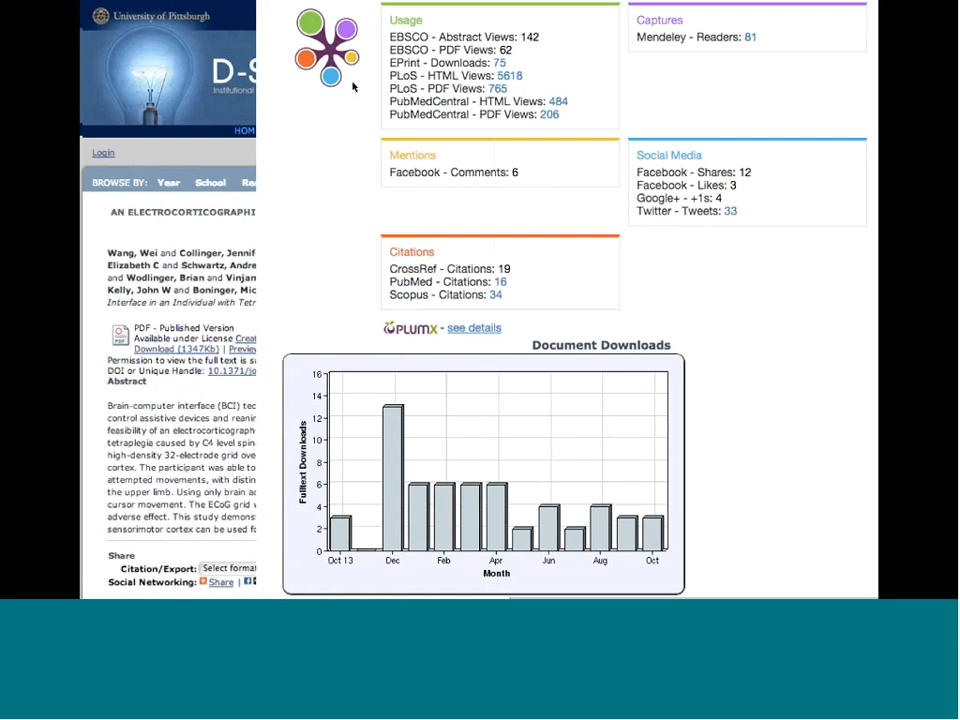 University of Pittsburgh
D-S
Institutional
HOM
Login
BROWSE BY: Year School Re
AN ELECTROCORTICOGRAPHI
Wang, Wei and Collinger, Jennif
Elizabeth C and Schwartz, Andre
and Wodlinger, Brian and Vinjam
Kelly, John W and Boninger, Mic
Interface in an Individual with Tetr
PDF
PDF - Published Version
Available under License Creat
Download (1347Kb) | Preview
Permission to view the full text is su
DOI or Unique Handle: 10.1371/jo
Abstract
Brain-computer interface (BCI) tec
control assistive devices and reanin
feasibility of an electrocorticograph
tetraplegia caused by C4 level spin
high-density 32-electrode grid ove
cortex. The participant was able to
attempted movements, with distin
the upper limb. Using only brain ac
cursor movement. The ECoG grid w
adverse effect. This study demons
sensorimotor cortex can be used fo
Share
Citation/Export: Select format
Social Networking: Share |
Usage
EBSCO - Abstract Views: 142
EBSCO - PDF Views: 62
EPrint - Downloads: 75
PLoS - HTML Views: 5618
PLoS - PDF Views: 765
PubMedCentral - HTML Views: 484
PubMedCentral - PDF Views: 206
Captures
Mendeley - Readers: 81
Mentions
Facebook - Comments: 6
Social Media
Facebook - Shares: 12
Facebook - Likes: 3
Google+ - +1s: 4
Twitter - Tweets: 33
Citations
CrossRef - Citations: 19
PubMed - Citations: 16
Scopus - Citations: 34
PLUMX - see details
Document Downloads
Fulltext Downloads
16
14
12
10
8
6
4
2
0
Oct 13 Dec Feb Apr Jun Aug Oct
Month